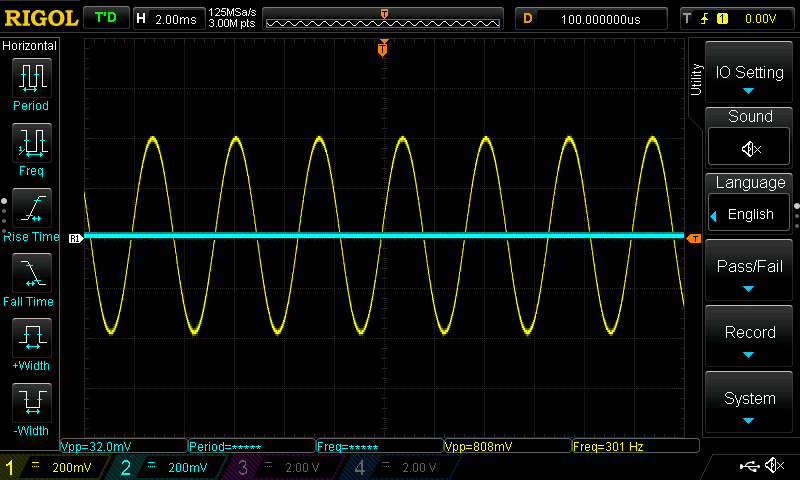 RIGOL T'D H 2.00ms 125MSa/s
3.00M pts T D 100.000000us T 1 0.00V
Horizontal
Period
Freq
Rise Time
Fall Time
+Width
-Width
T
R1
T
Utility
IO Setting
Sound
Language
English
Pass/Fail
Record
System
Vpp=32.0mV Period=***** Freq=***** Vpp=808mV Freq=301 Hz
1 200mV 2 200mV 3 2.00 V 4 2.00 V